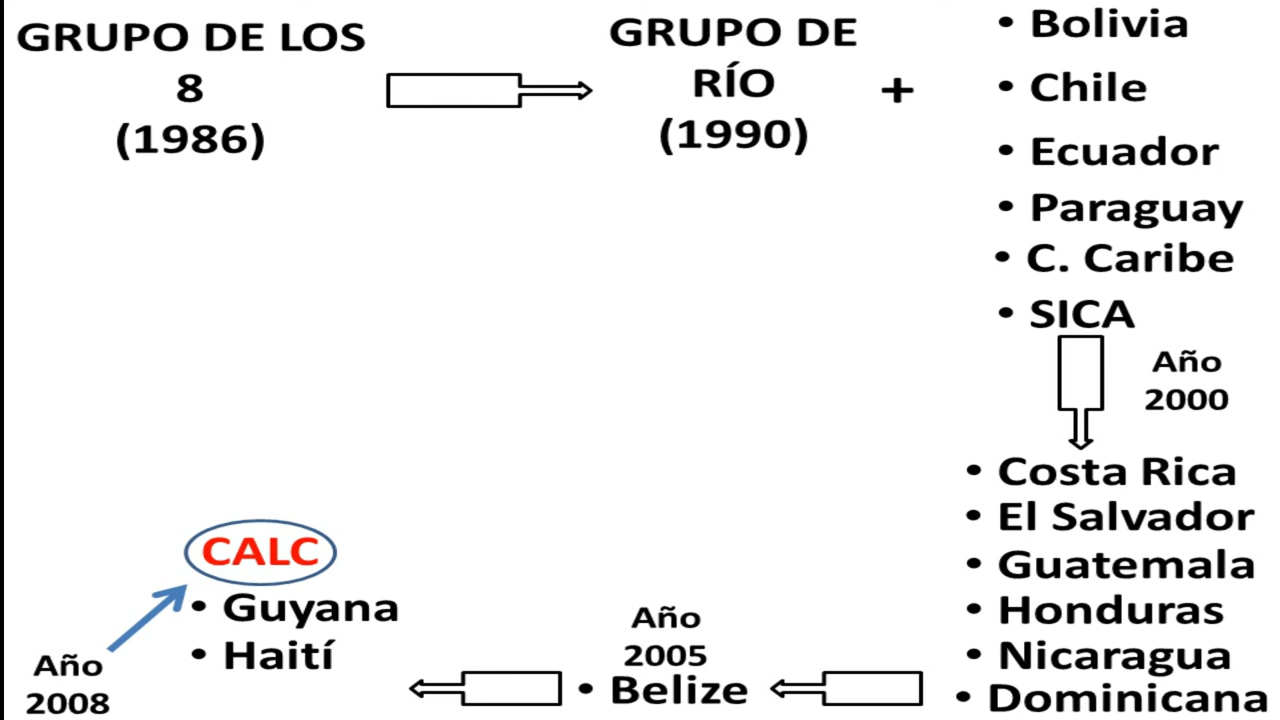 GRUPO DE LOS
8
(1986)
GRUPO DE
RÍO
(1990)
+
• Bolivia
• Chile
• Ecuador
• Paraguay
• C. Caribe
• SICA
Año
2000
• Costa Rica
• El Salvador
• Guatemala
• Honduras
• Nicaragua
• Dominicana
Año
2005
• Belize
CALC
• Guyana
• Haití
Año
2008